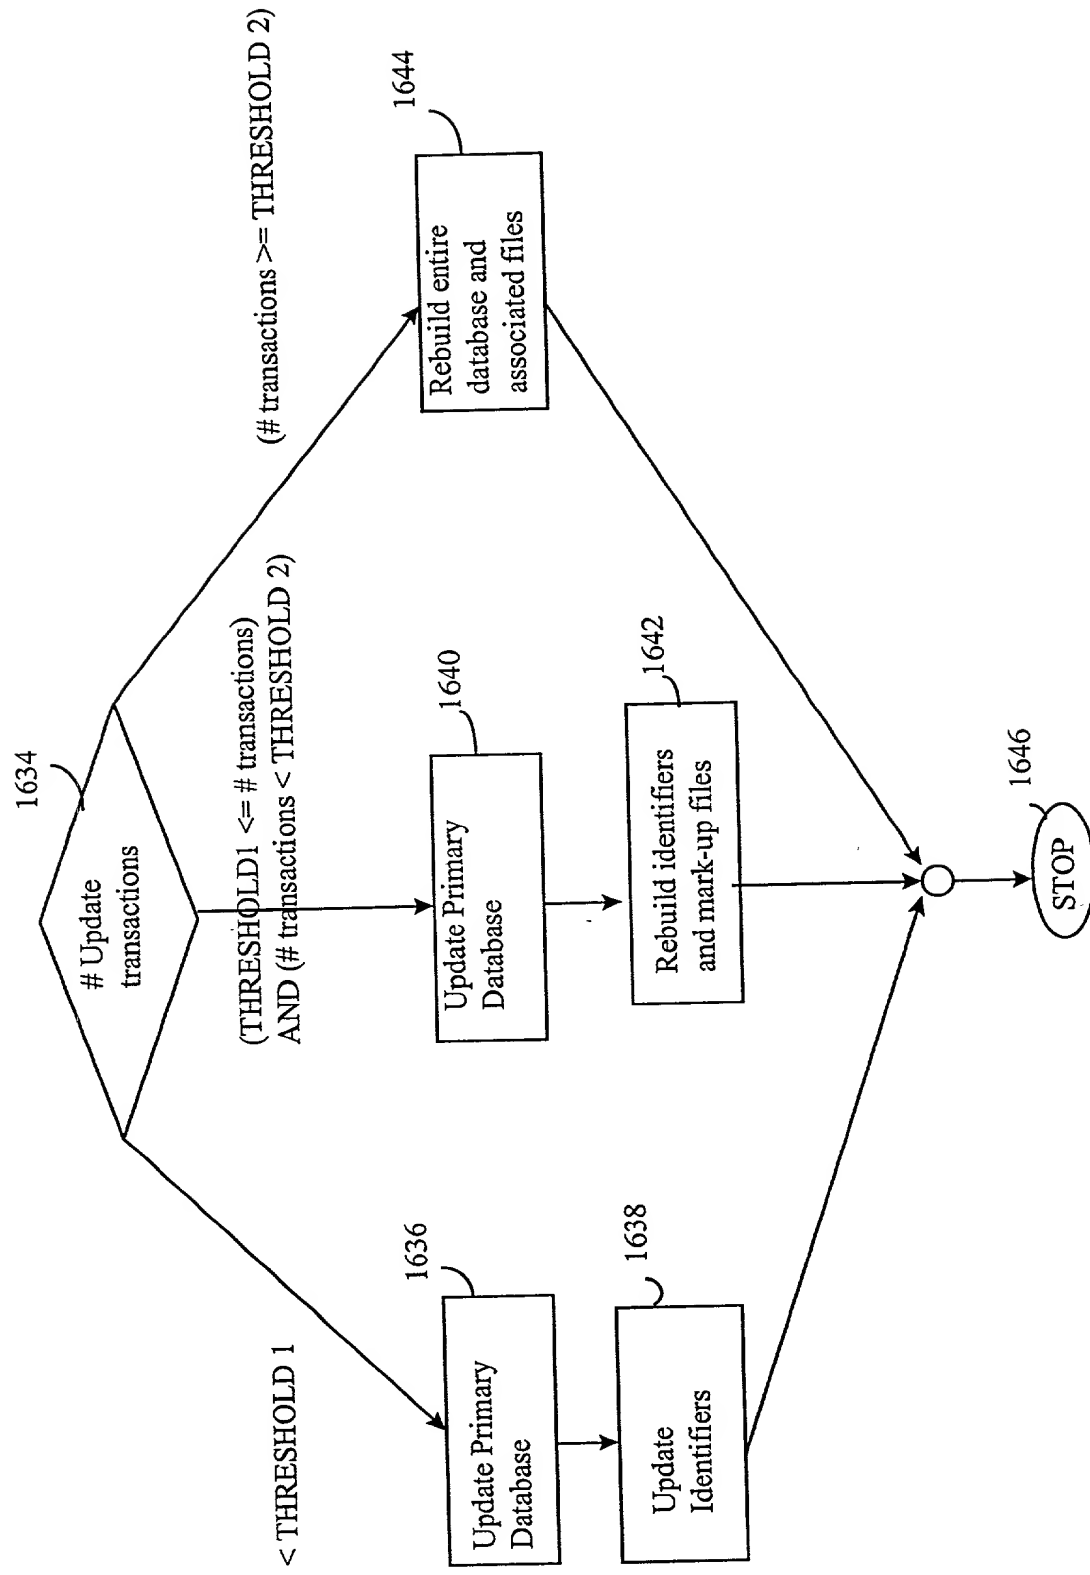 1634
# Update
transactions
< THRESHOLD 1
(THRESHOLD1 <= # transactions)
AND (# transactions < THRESHOLD 2)
(# transactions >= THRESHOLD 2)
1636
Update Primary
Database
1640
Update Primary
Database
1644
Rebuild entire
database and
associated files
1638
Update
Identifiers
1642
Rebuild identifiers
and mark-up files
1646
STOP